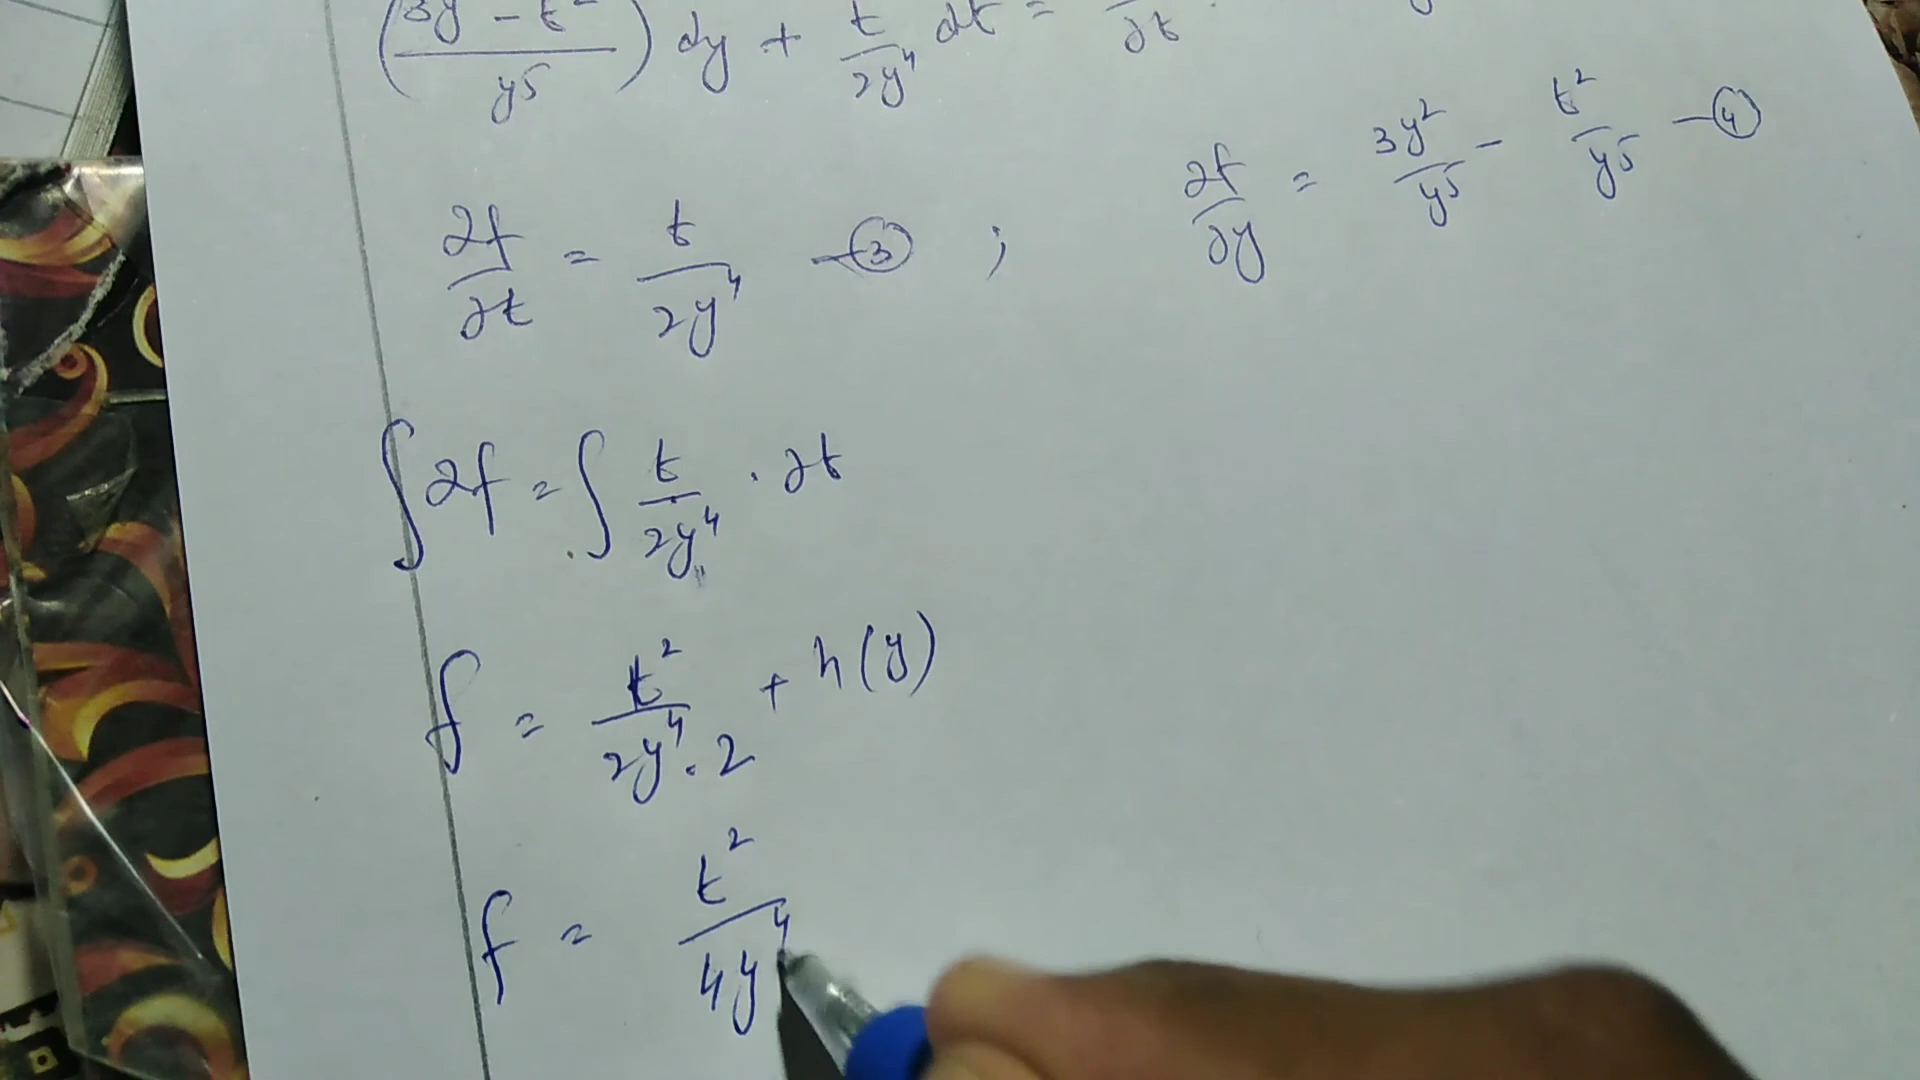 (3y² - t² / y⁵) dy + t/2y⁴ dt = /∂t
∂f/∂t = t/2y⁴ —③ ; ∂f/∂y = 3y²/y⁵ - t²/y⁵ —④
∫∂f = ∫ t/2y⁴ . ∂t
f = t²/2y⁴.2 + h(y)
f = t²/4y⁴